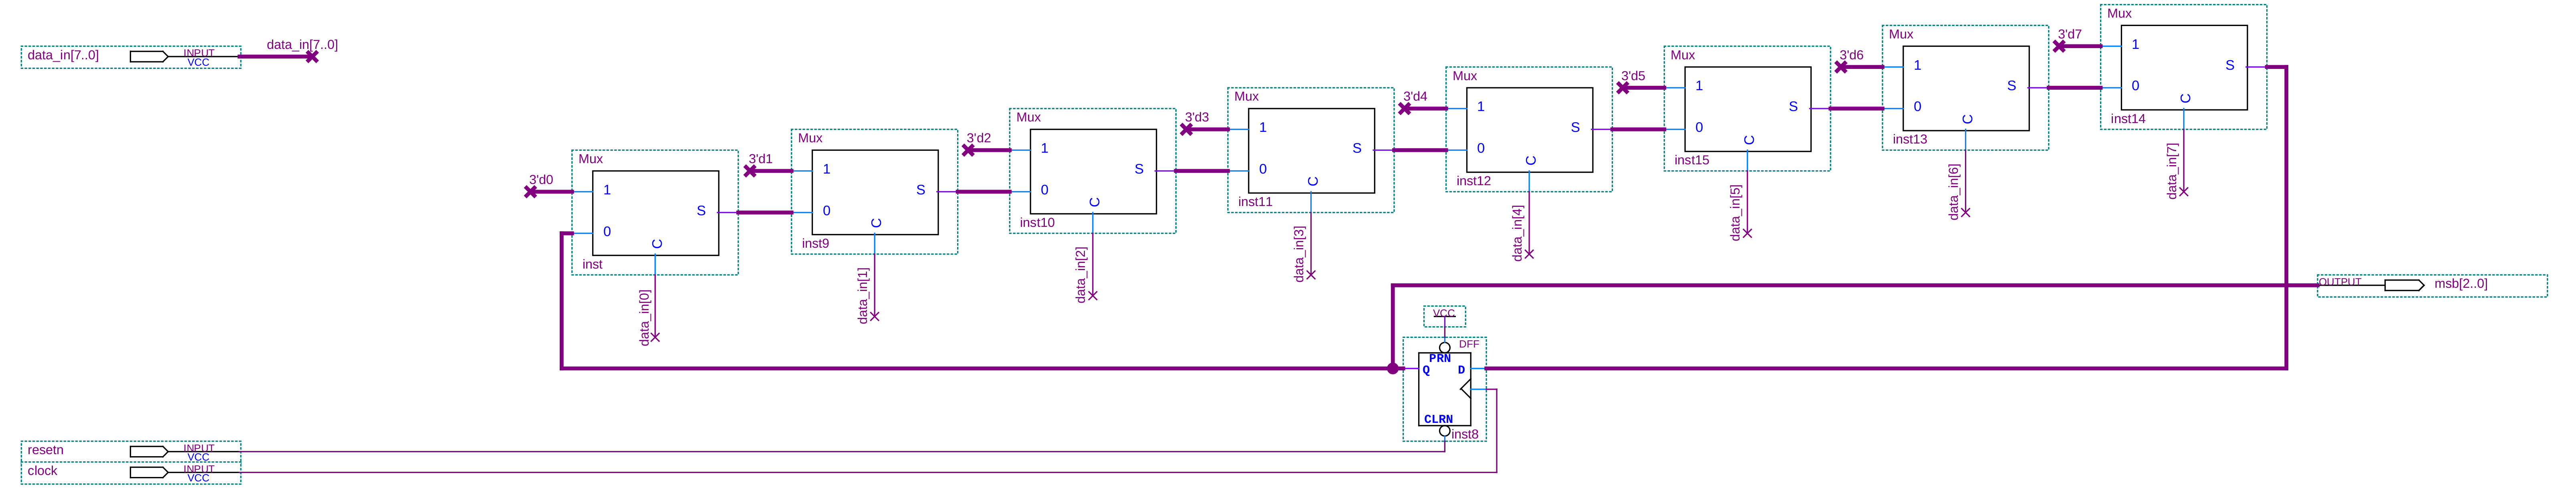 data_in[7..0]
INPUT
VCC
data_in[7..0]
Mux
3'd0
1
0
S
C
inst
data_in[0]
Mux
3'd1
1
0
S
C
inst9
data_in[1]
Mux
3'd2
1
0
S
C
inst10
data_in[2]
Mux
3'd3
1
0
S
C
inst11
data_in[3]
Mux
3'd4
1
0
S
C
inst12
data_in[4]
Mux
3'd5
1
0
S
C
inst15
data_in[5]
Mux
3'd6
1
0
S
C
inst13
data_in[6]
Mux
3'd7
1
0
S
C
inst14
data_in[7]
OUTPUT
msb[2..0]
VCC
DFF
PRN
Q
D
CLRN
inst8
resetn
INPUT
VCC
clock
INPUT
VCC